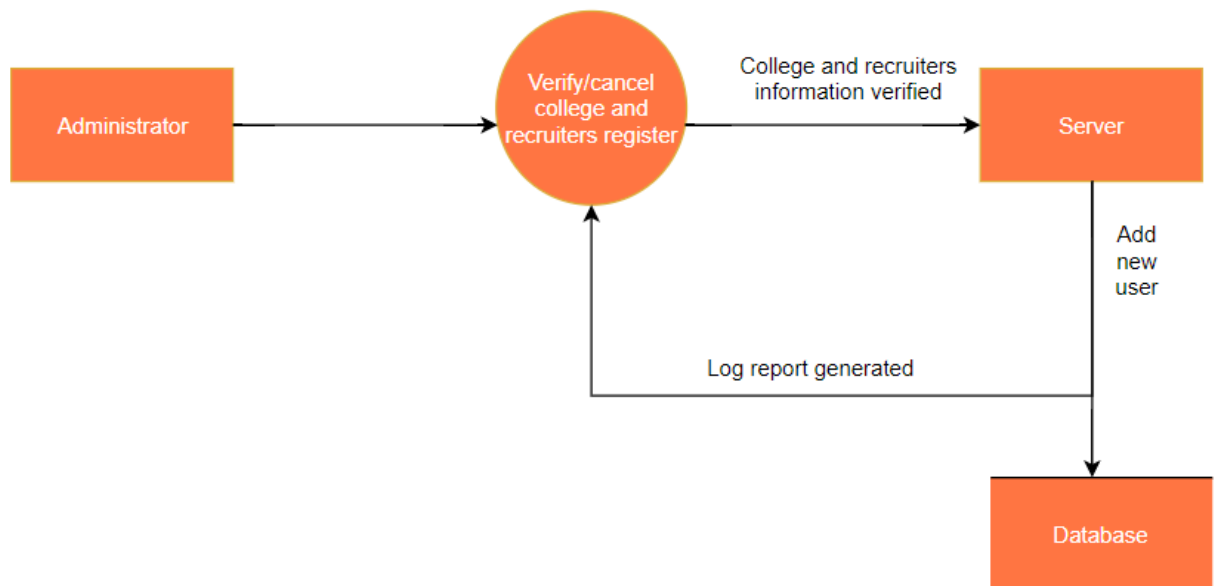 Administrator
Verify/cancel
college and
recruiters register
College and recruiters
information verified
Server
Add
new
user
Log report generated
Database